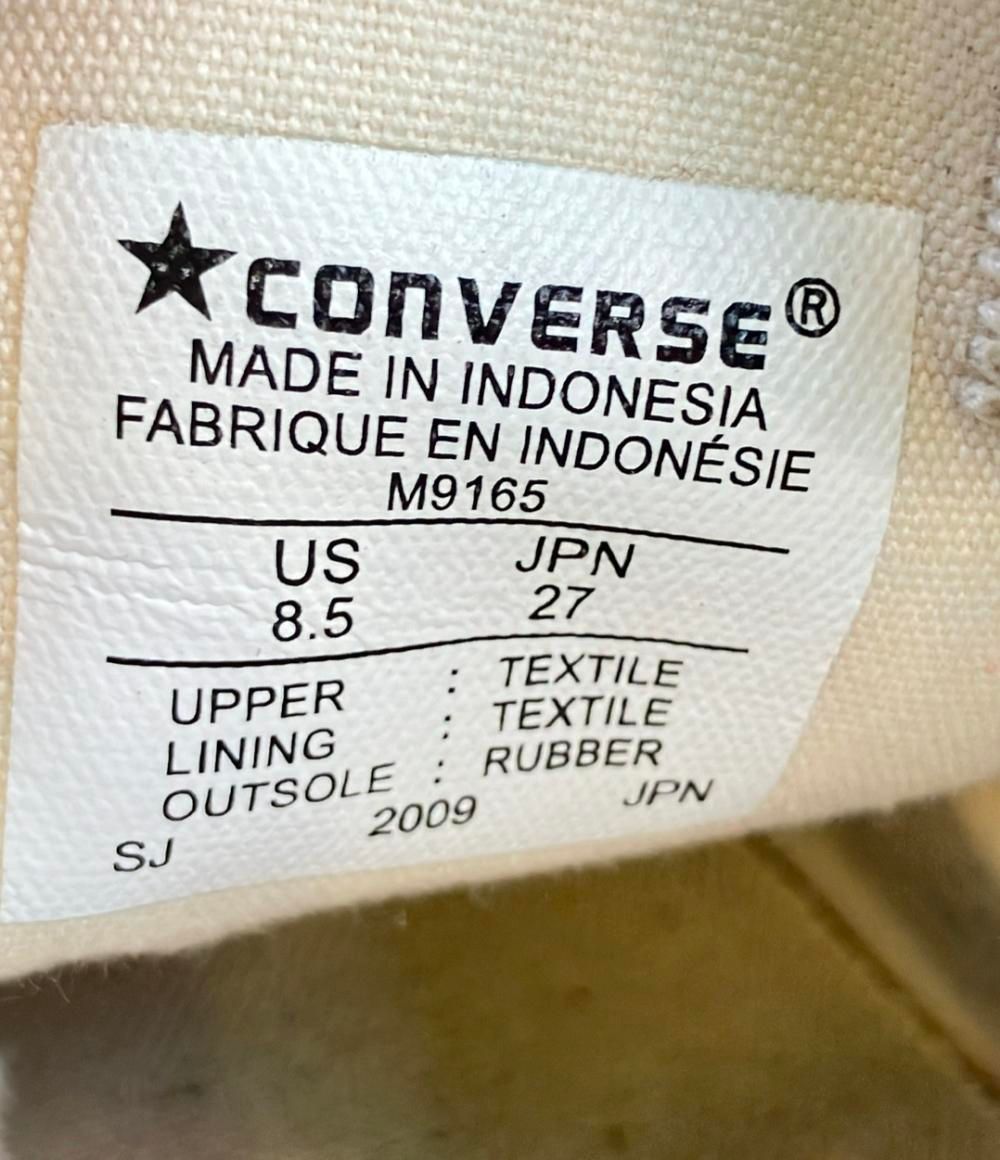 CONVERSE®
MADE IN INDONESIA
FABRIQUE EN INDONÉSIE
M9165
US JPN
8.5 27
UPPER : TEXTILE
LINING : TEXTILE
OUTSOLE : RUBBER
SJ 2009 JPN